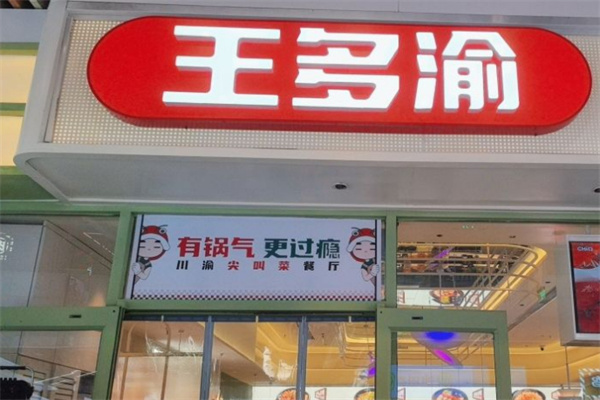 王多渝
有锅气 更过瘾
川渝尖叫菜餐厅